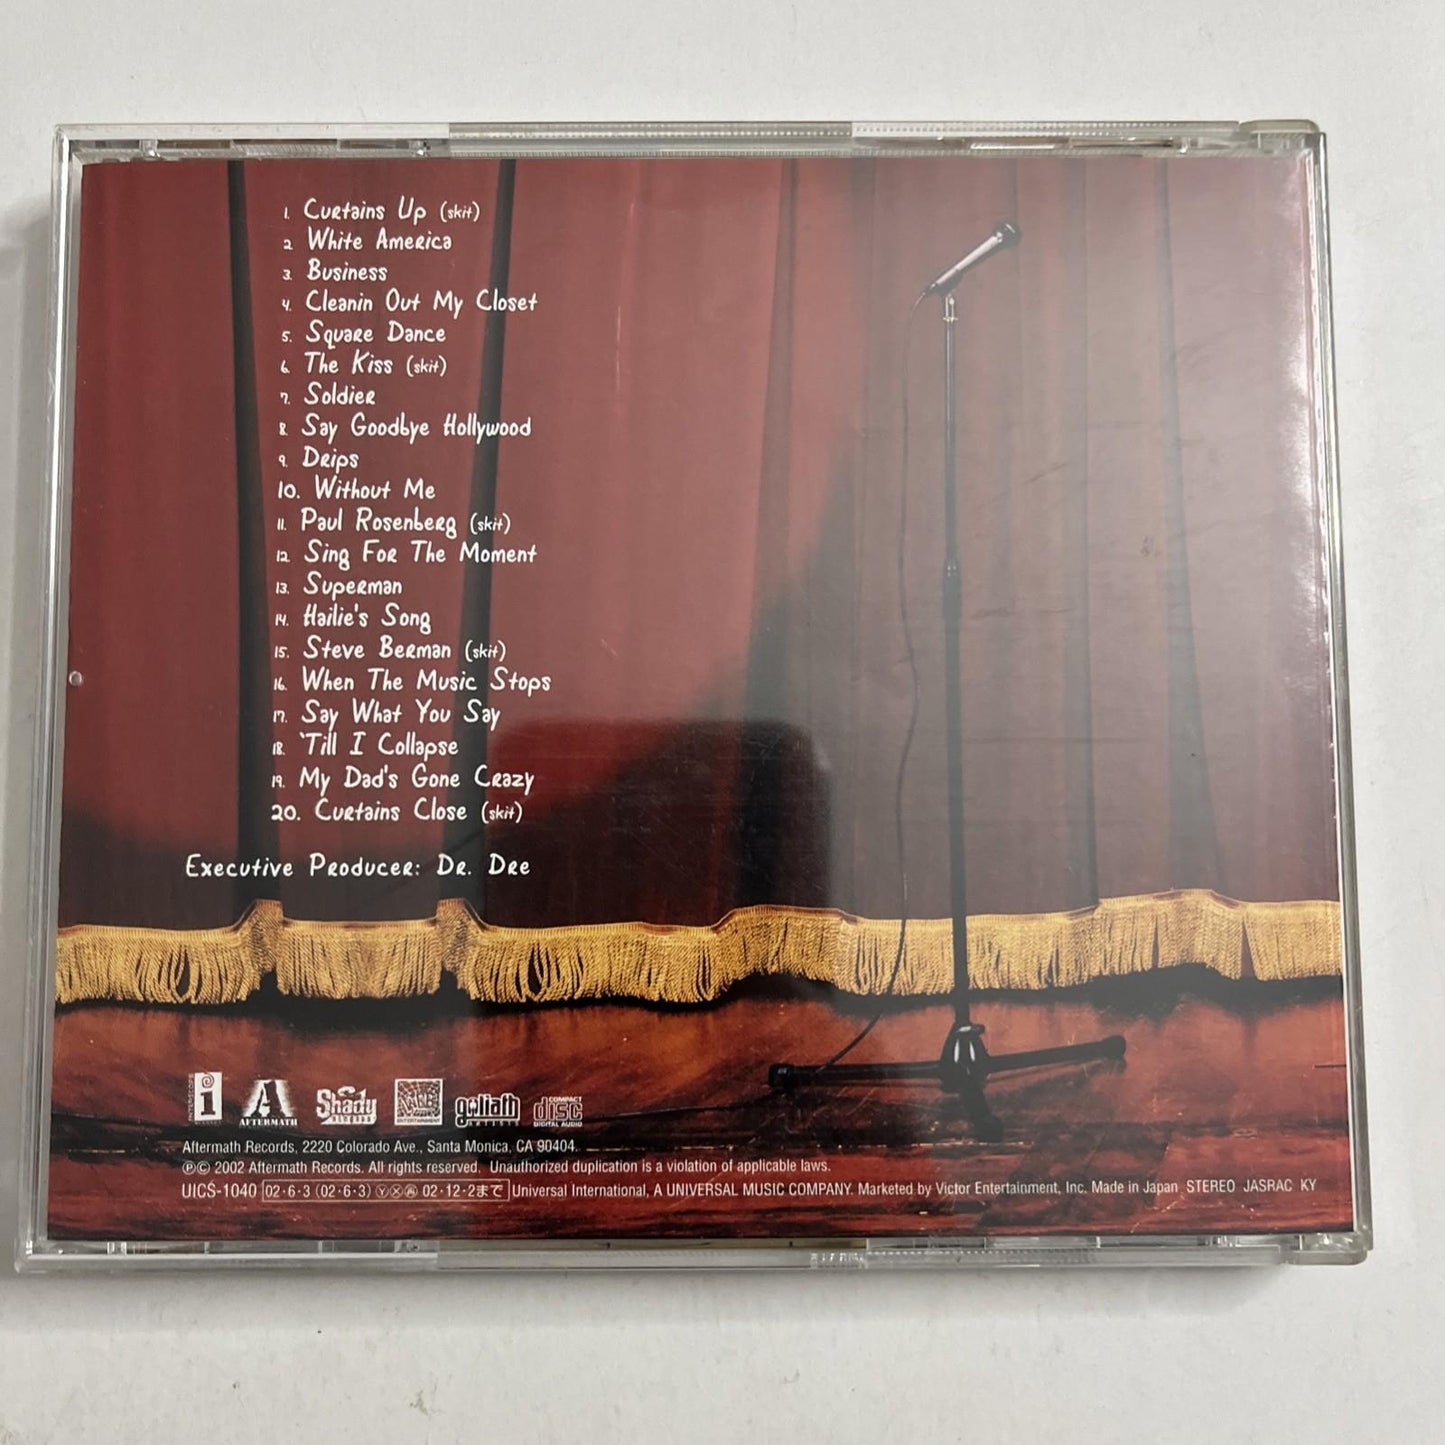 1. Curtains Up (skit)
2. White America
3. Business
4. Cleanin Out My Closet
5. Square Dance
6. The Kiss (skit)
7. Soldier
8. Say Goodbye Hollywood
9. Drips
10. Without Me
11. Paul Rosenberg (skit)
12. Sing For The Moment
13. Superman
14. Hailie's Song
15. Steve Berman (skit)
16. When The Music Stops
17. Say What You Say
18. 'Till I Collapse
19. My Dad's Gone Crazy
20. Curtains Close (skit)
Executive Producer: Dr. Dre
INTERSCOPE i A AFTERMATH Shady RECORDS ENTERTAINMENT goliath ARTISTS COMPACT disc DIGITAL AUDIO
Aftermath Records, 2220 Colorado Ave., Santa Monica, CA 90404.
ⓅⒸ 2002 Aftermath Records. All rights reserved. Unauthorized duplication is a violation of applicable laws.
UICS-1040 02・6・3 (02・6・3) Ⓨ Ⓧ 再 02・12・2まで Universal International, A UNIVERSAL MUSIC COMPANY. Marketed by Victor Entertainment, Inc. Made in Japan STEREO JASRAC KY